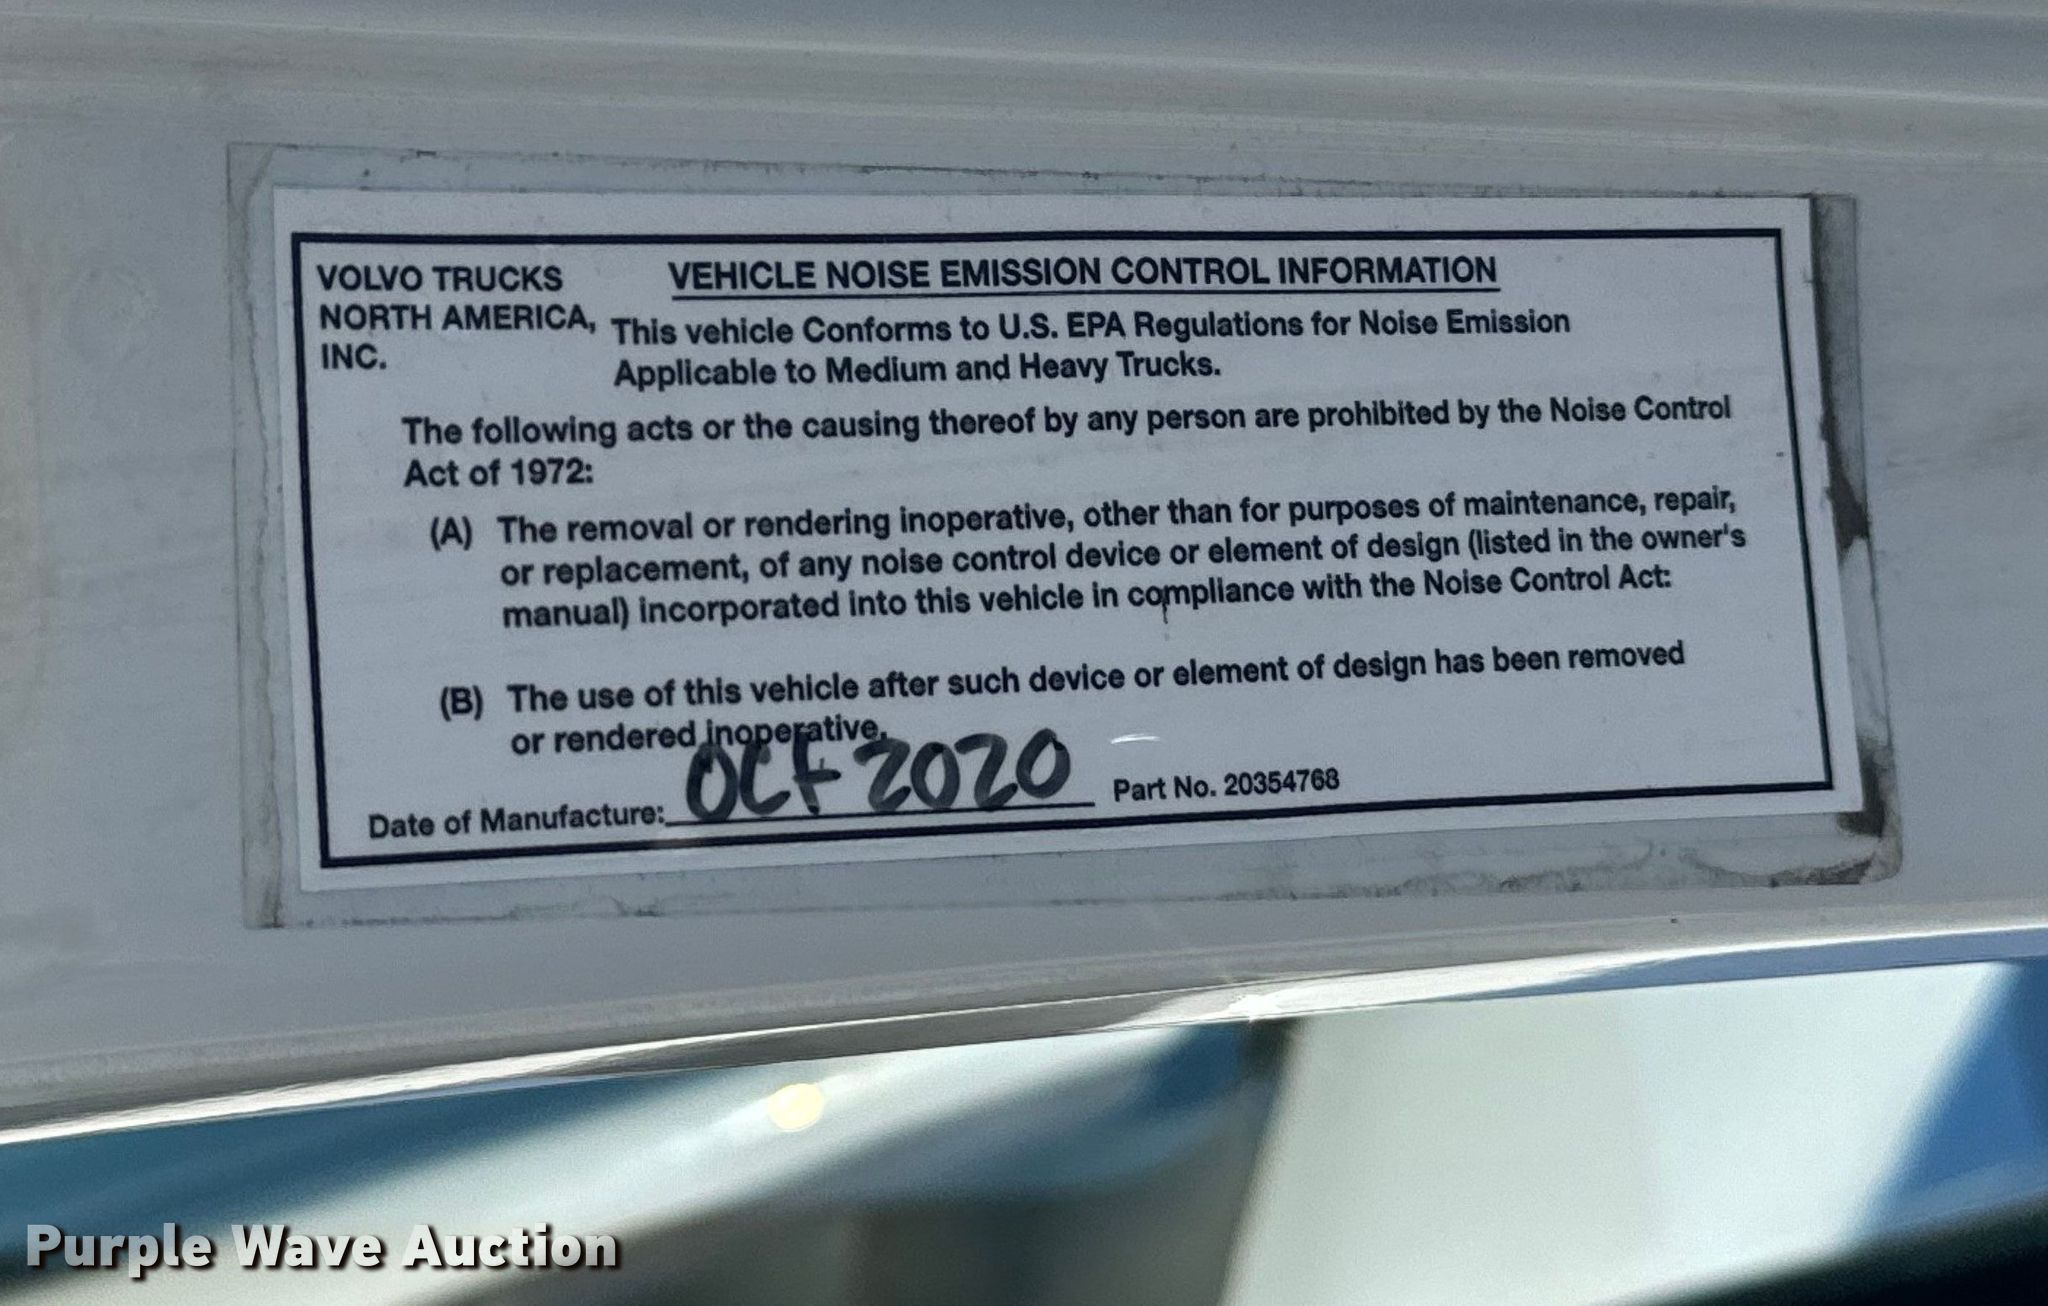 VOLVO TRUCKS
NORTH AMERICA,
INC.
VEHICLE NOISE EMISSION CONTROL INFORMATION
This vehicle Conforms to U.S. EPA Regulations for Noise Emission
Applicable to Medium and Heavy Trucks.
The following acts or the causing thereof by any person are prohibited by the Noise Control
Act of 1972:
(A) The removal or rendering inoperative, other than for purposes of maintenance, repair,
or replacement, of any noise control device or element of design (listed in the owner's
manual) incorporated into this vehicle in compliance with the Noise Control Act:
(B) The use of this vehicle after such device or element of design has been removed
or rendered inoperative.
Date of Manufacture: OCT 2020 Part No. 20354768
Purple Wave Auction